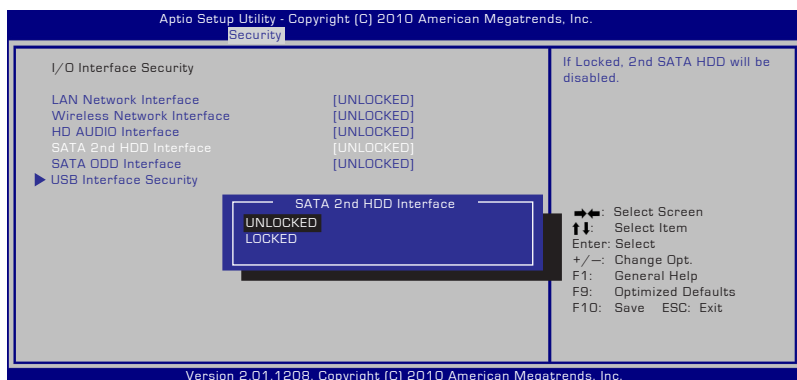 Aptio Setup Utility - Copyright (C) 2010 American Megatrends, Inc.
Security
I/O Interface Security
LAN Network Interface [UNLOCKED]
Wireless Network Interface [UNLOCKED]
HD AUDIO Interface [UNLOCKED]
SATA 2nd HDD Interface [UNLOCKED]
SATA ODD Interface [UNLOCKED]
USB Interface Security
SATA 2nd HDD Interface
UNLOCKED
LOCKED
If Locked, 2nd SATA HDD will be
disabled.
→←: Select Screen
↑↓: Select Item
Enter: Select
+/—: Change Opt.
F1: General Help
F9: Optimized Defaults
F10: Save ESC: Exit
Version 2.01.1208. Copyright (C) 2010 American Megatrends, Inc.